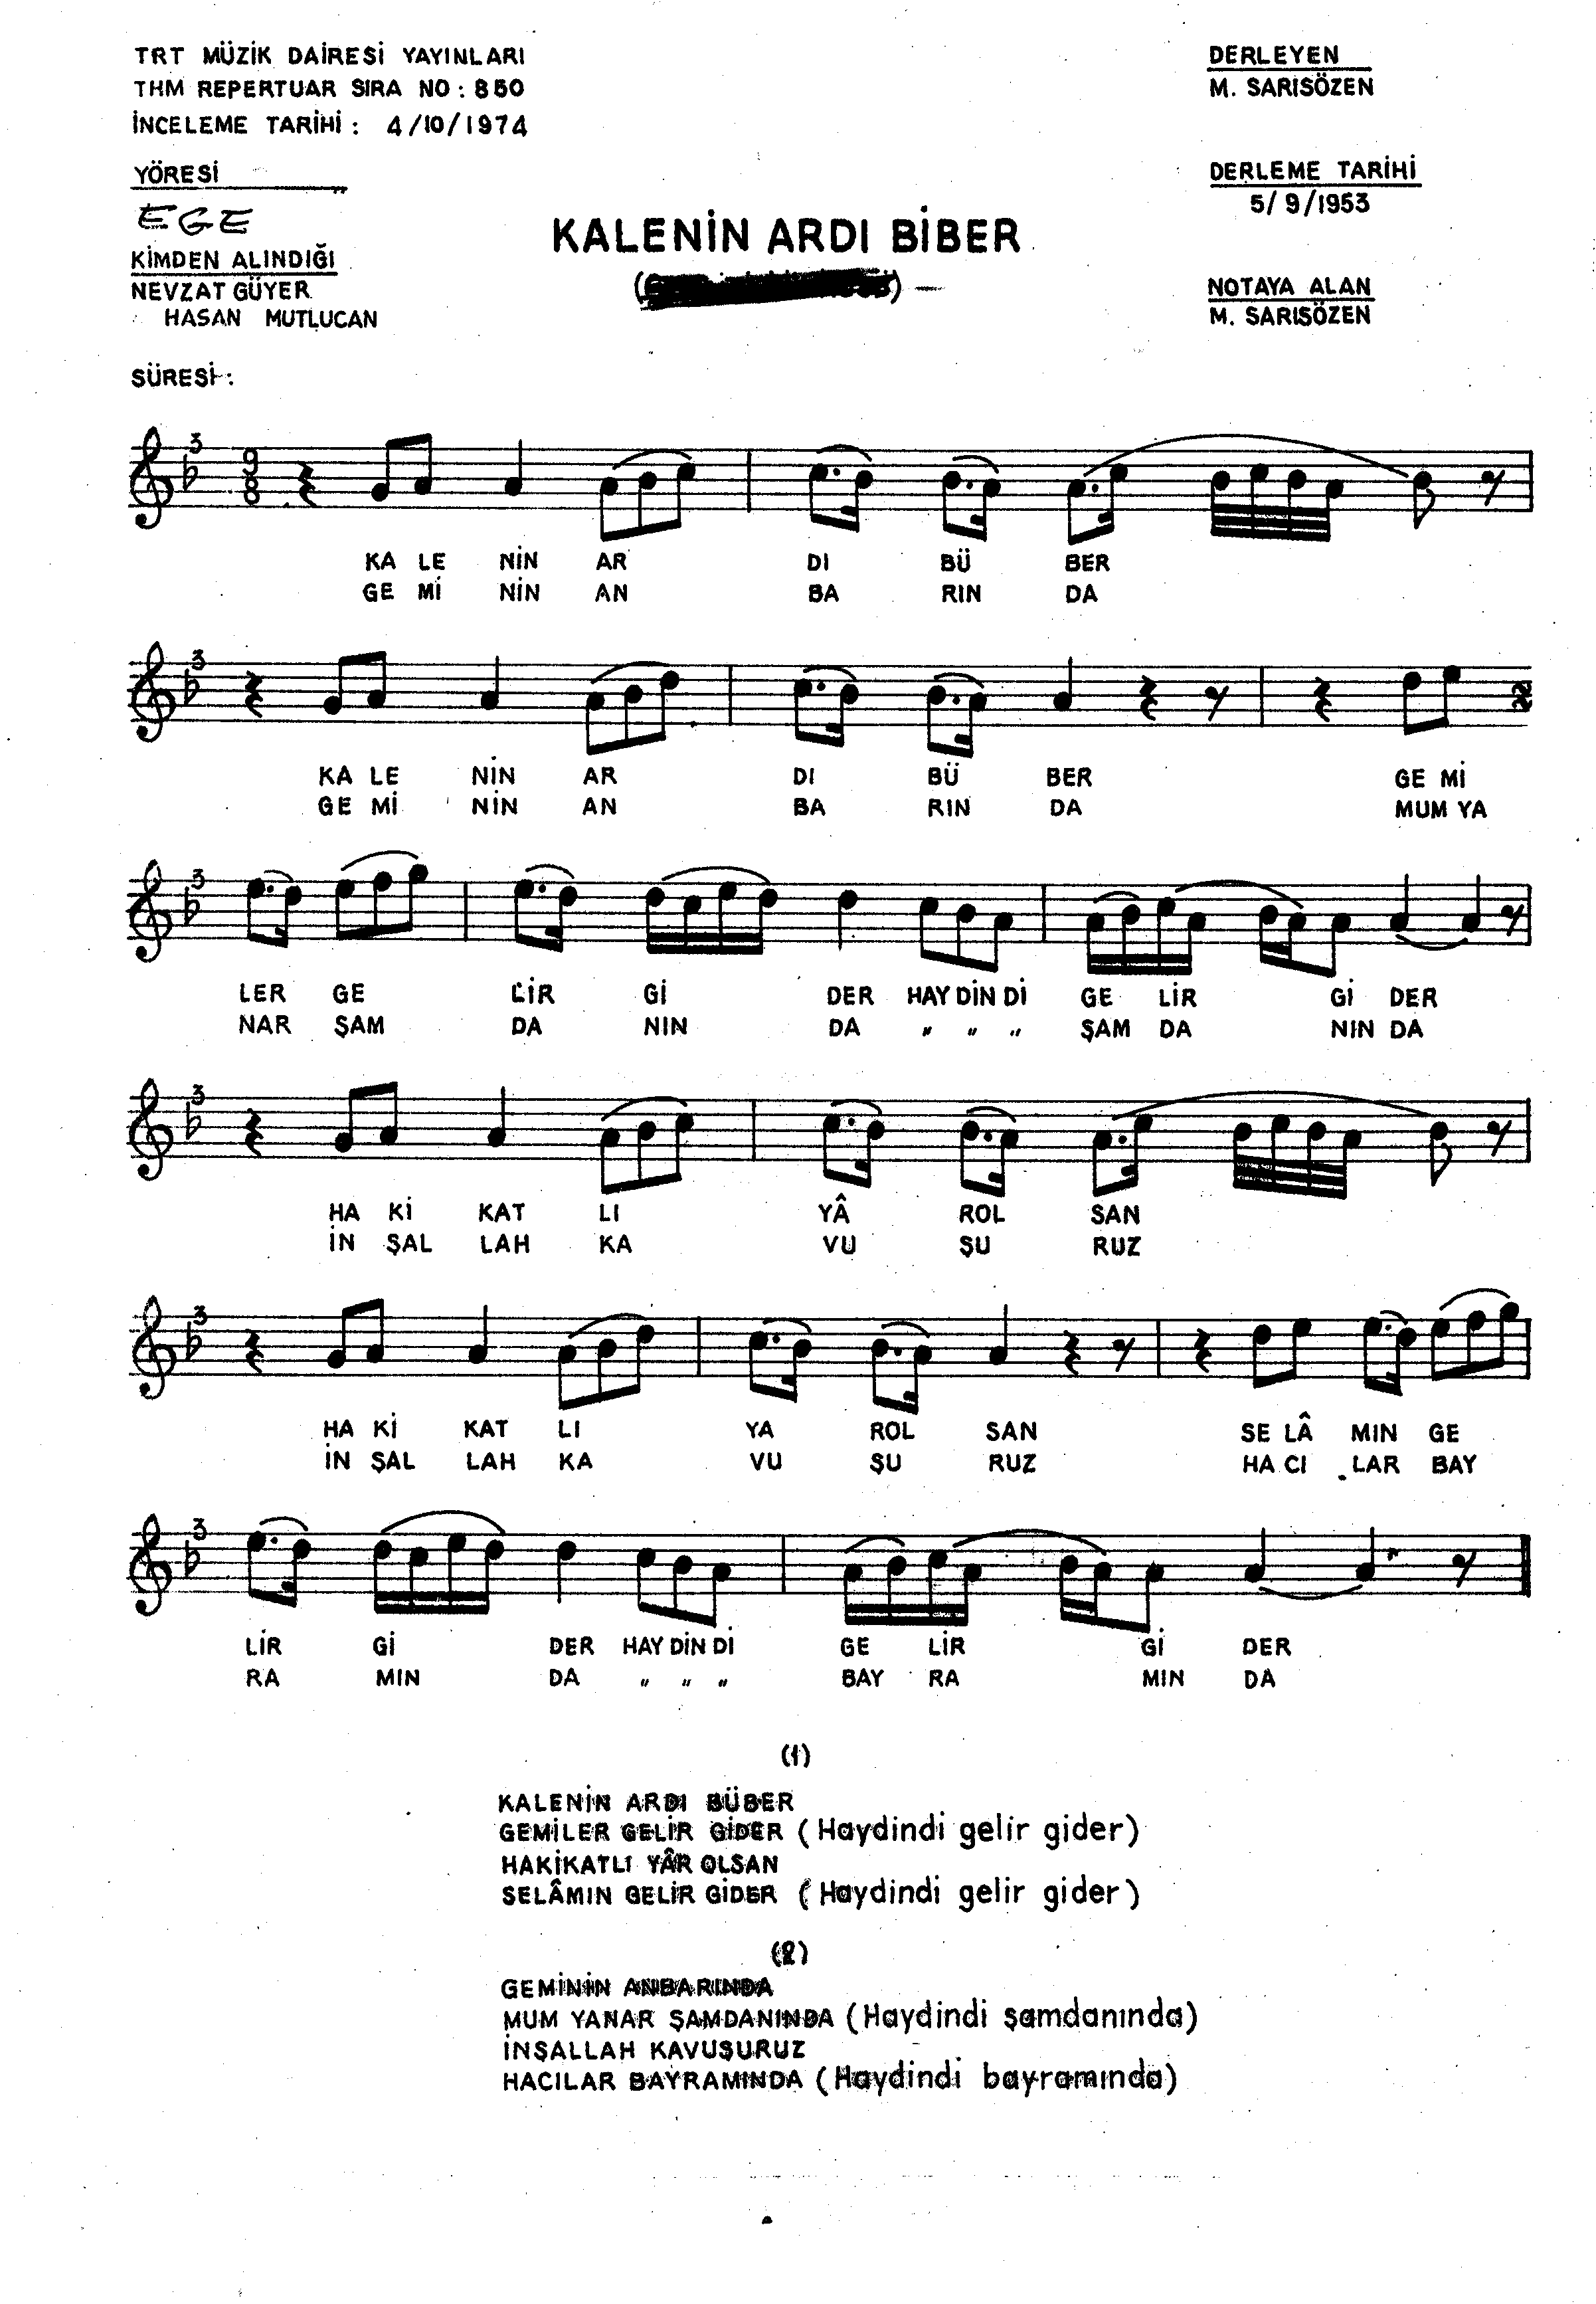 TRT MÜZİK DAİRESİ YAYINLARI
THM REPERTUAR SIRA NO : 850
İNCELEME TARİHİ : 4/10/1974
DERLEYEN
M. SARISÖZEN
YÖRESİ
EGE
DERLEME TARİHİ
5/9/1953
KALENİN ARDI BİBER
KİMDEN ALINDIĞI
NEVZAT GÜYER
HASAN MUTLUCAN
NOTAYA ALAN
M. SARISÖZEN
SÜRESİ :
3
9
8
KA LE NİN AR DI BÜ BER
GE Mİ NİN AN BA RIN DA
3
KA LE NİN AR DI BÜ BER GE Mİ
GE Mİ NİN AN BA RIN DA MUM YA
3
LER GE LİR Gİ DER HAY DİN Dİ GE LİR Gİ DER
NAR ŞAM DA NIN DA " " " ŞAM DA NIN DA
3
HA Kİ KAT LI YÂ ROL SAN
İN ŞAL LAH KA VU ŞU RUZ
3
HA Kİ KAT LI YA ROL SAN SE LÂ MIN GE
İN ŞAL LAH KA VU ŞU RUZ HA CI LAR BAY
3
LİR Gİ DER HAY DİN Dİ GE LİR Gİ DER
RA MIN DA " " " BAY RA MIN DA
(1)
KALENİN ARDI BÜBER
GEMİLER GELİR GİDER (Haydindi gelir gider)
HAKİKATLI YÂR OLSAN
SELÂMIN GELİR GİDER (Haydindi gelir gider)
(2)
GEMİNİN ANBARINDA
MUM YANAR ŞAMDANINDA (Haydindi şamdanında)
İNŞALLAH KAVUŞURUZ
HACILAR BAYRAMINDA (Haydindi bayramında)